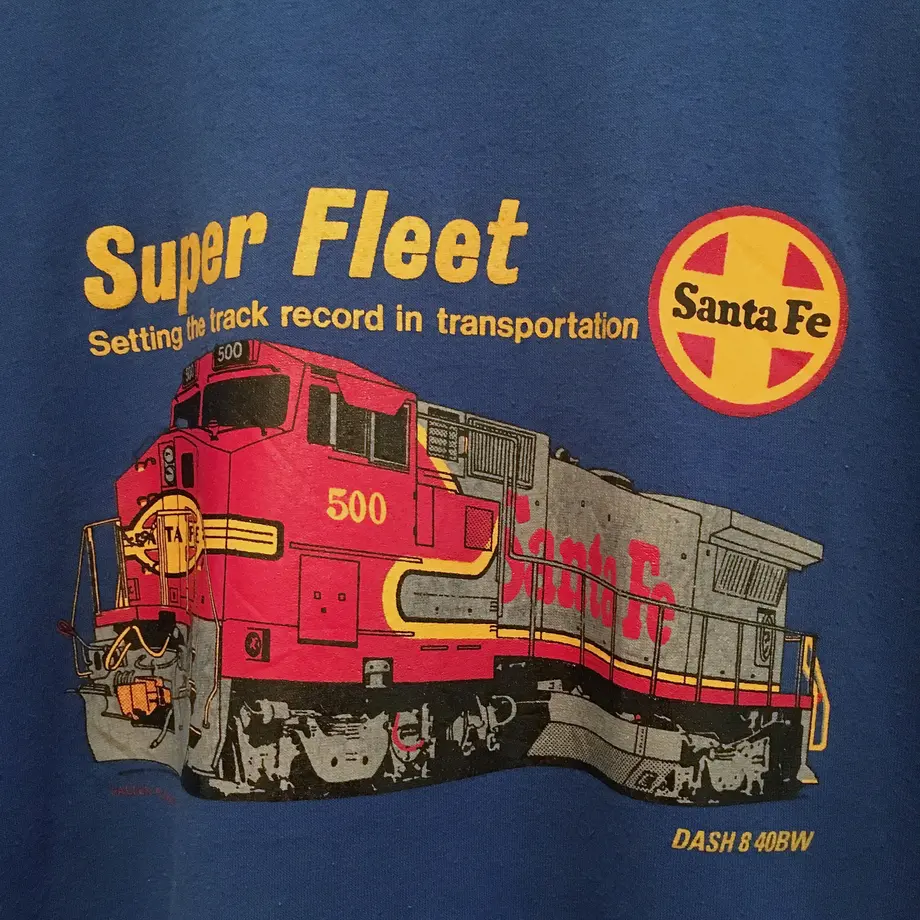 Super Fleet
Setting the track record in transportation
Santa Fe
500
500
SANTA FE
Santa Fe
DASH 8 40BW